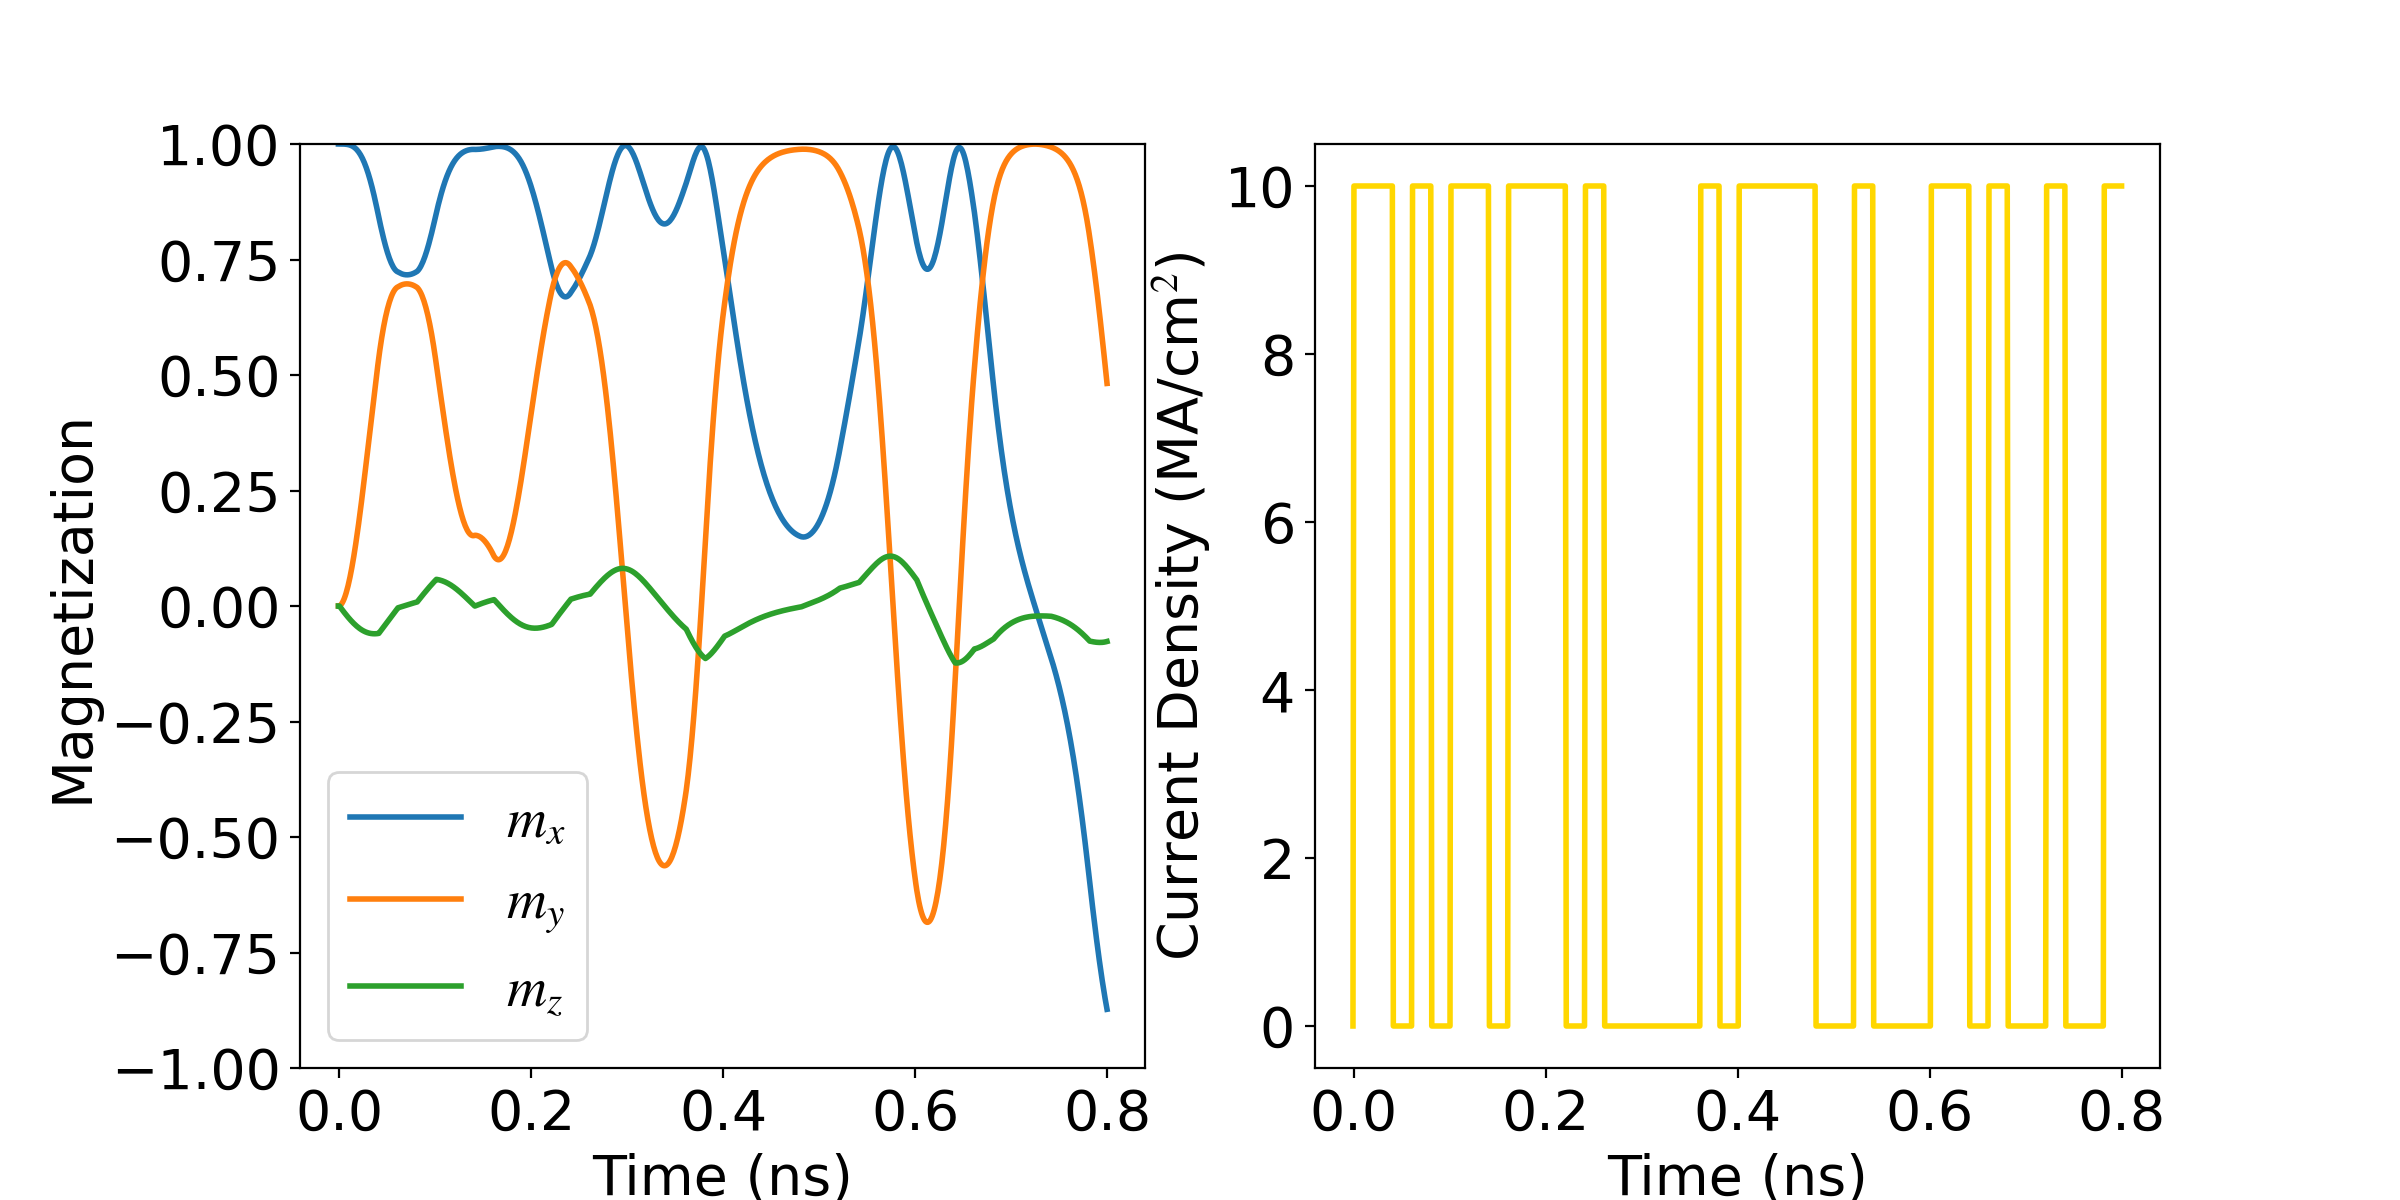 1.00
0.75
0.50
0.25
0.00
−0.25
−0.50
−0.75
−1.00
Magnetization
m_x
m_y
m_z
0.0 0.2 0.4 0.6 0.8
Time (ns)
10
8
6
4
2
0
Current Density (MA/cm²)
0.0 0.2 0.4 0.6 0.8
Time (ns)